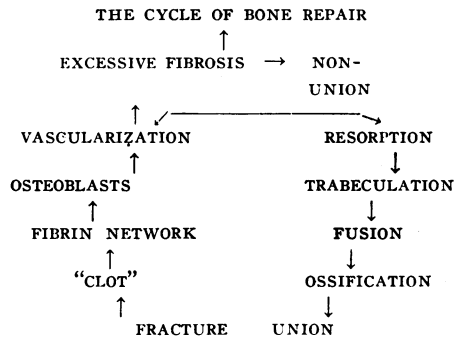 THE CYCLE OF BONE REPAIR
EXCESSIVE FIBROSIS → NON-
UNION
VASCULARIZATION RESORPTION
OSTEOBLASTS TRABECULATION
FIBRIN NETWORK FUSION
“CLOT” OSSIFICATION
FRACTURE UNION